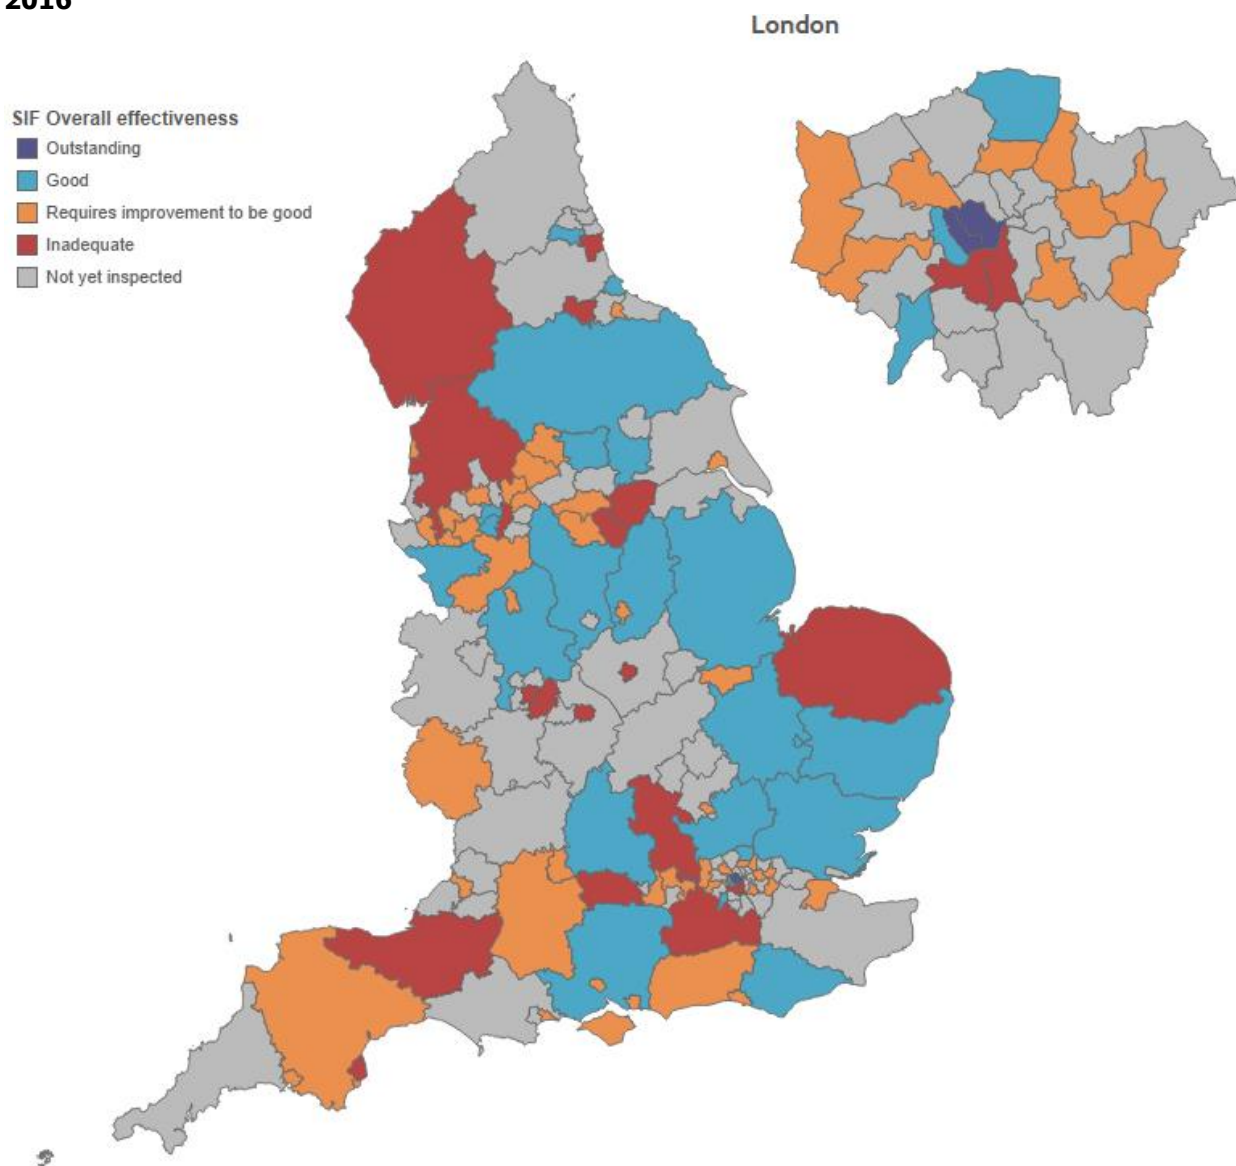 2016
London
SIF Overall effectiveness
Outstanding
Good
Requires improvement to be good
Inadequate
Not yet inspected